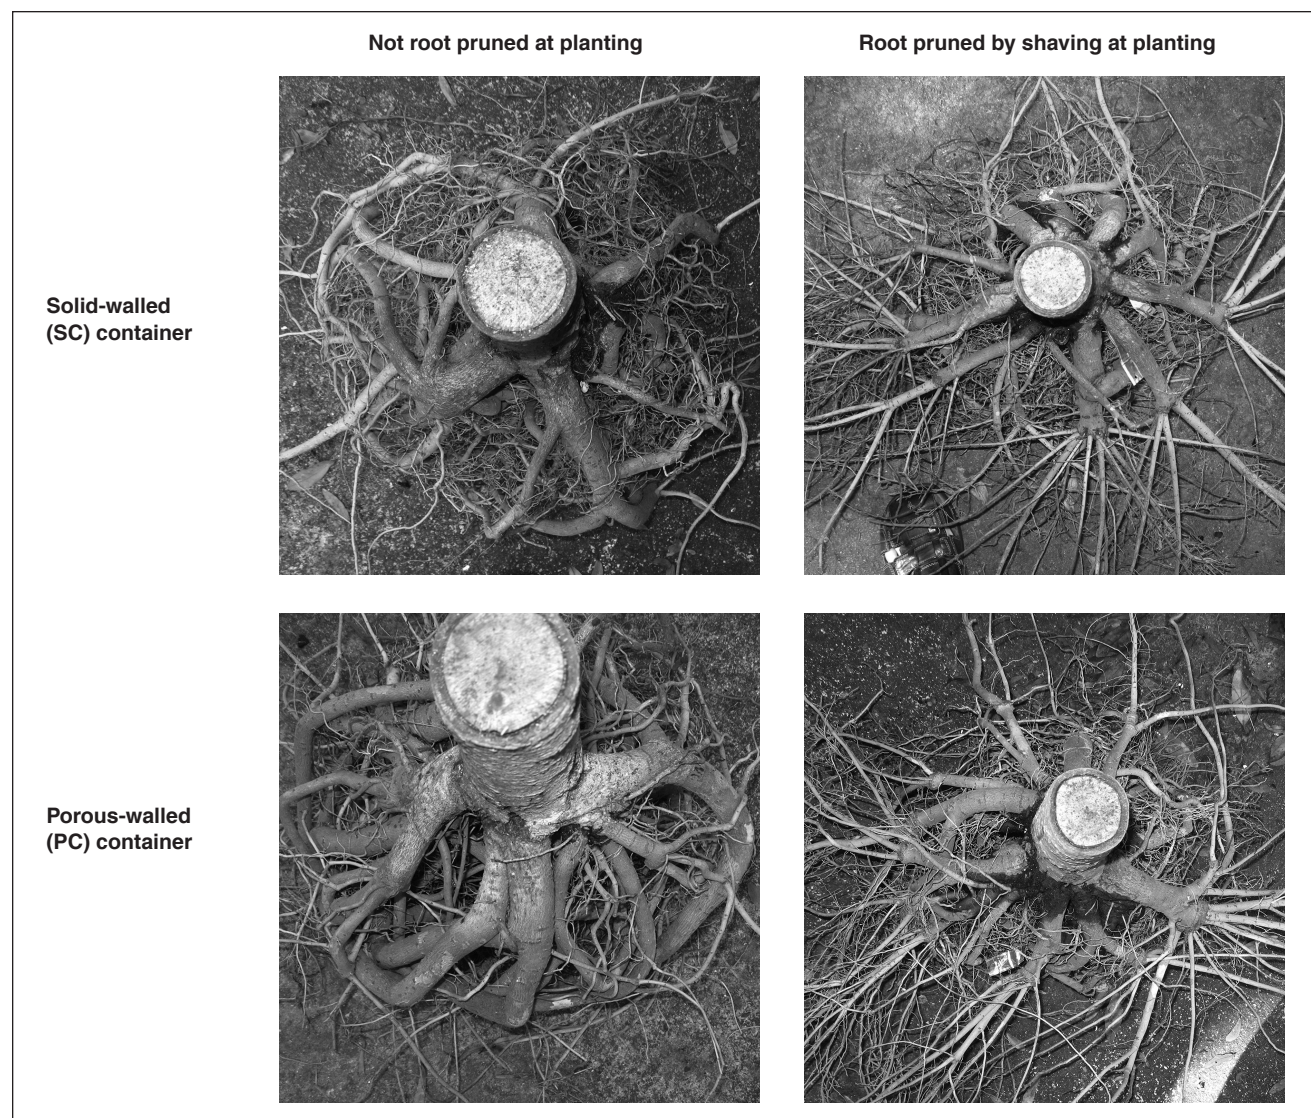 Not root pruned at planting
Root pruned by shaving at planting
Solid-walled
(SC) container
Porous-walled
(PC) container